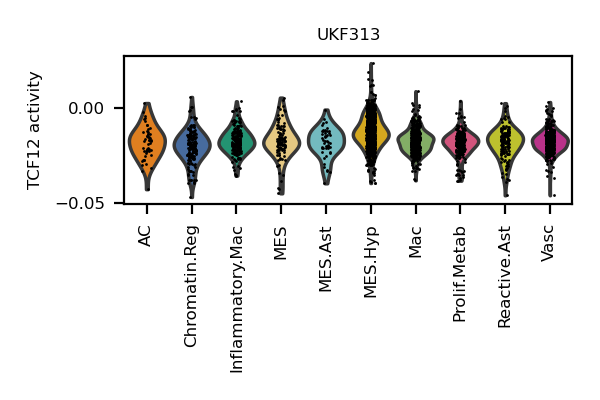 UKF313
TCF12 activity
0.00
−0.05
AC
Chromatin.Reg
Inflammatory.Mac
MES
MES.Ast
MES.Hyp
Mac
Prolif.Metab
Reactive.Ast
Vasc